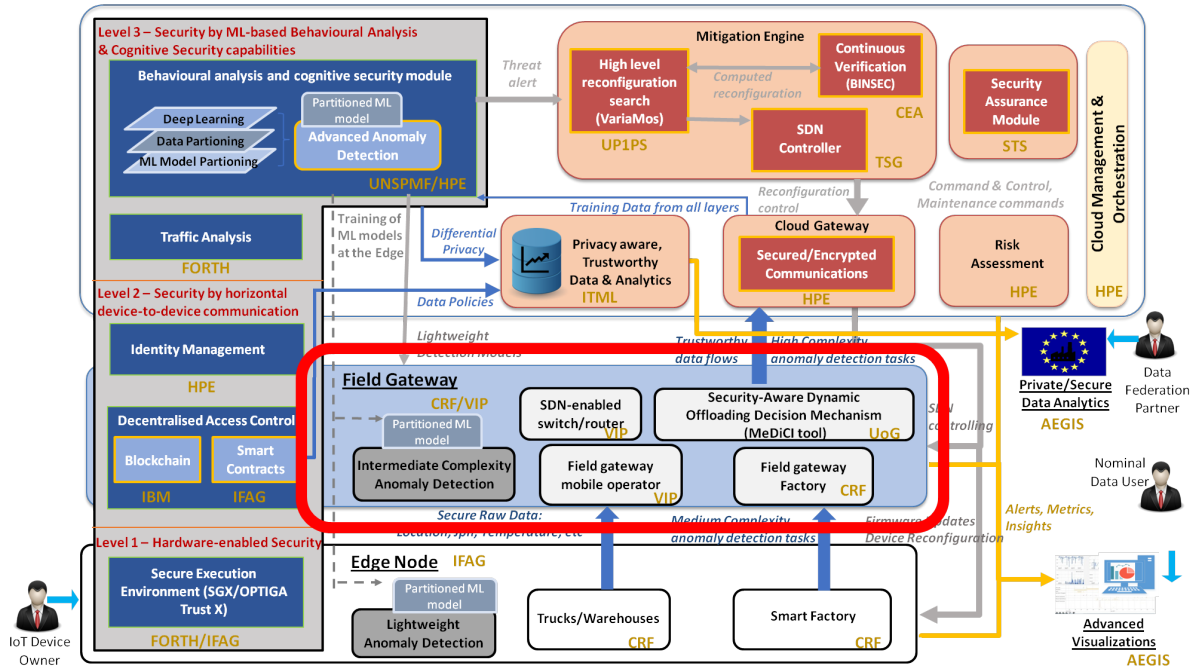 Level 3 – Security by ML-based Behavioural Analysis
& Cognitive Security capabilities
Behavioural analysis and cognitive security module
Deep Learning
Data Partioning
ML Model Partioning
Partitioned ML
model
Advanced Anomaly
Detection
UNSPMF/HPE
Traffic Analysis
FORTH
Level 2 – Security by horizontal
device-to-device communication
Identity Management
HPE
Decentralised Access Control
Blockchain
Smart
Contracts
IBM
IFAG
Level 1 – Hardware-enabled Security
Secure Execution
Environment (SGX/OPTIGA
Trust X)
FORTH/IFAG
IoT Device
Owner
Threat
alert
Mitigation Engine
High level
reconfiguration
search
(VariaMos)
UP1PS
Computed
reconfiguration
Continuous
Verification
(BINSEC)
CEA
SDN
Controller
TSG
Security
Assurance
Module
STS
Cloud Management &
Orchestration
HPE
Training of
ML models
at the Edge
Training Data from all layers
Reconfiguration
control
Command & Control,
Maintenance commands
Differential
Privacy
Data Policies
Privacy aware,
Trustworthy
Data & Analytics
ITML
Cloud Gateway
Secured/Encrypted
Communications
HPE
Risk
Assessment
HPE
Lightweight
Detection Models
Trustworthy
data flows
High Complexity
anomaly detection tasks
Private/Secure
Data Analytics
AEGIS
Data
Federation
Partner
Field Gateway
CRF/VIP
Partitioned ML
model
Intermediate Complexity
Anomaly Detection
SDN-enabled
switch/router
VIP
Security-Aware Dynamic
Offloading Decision Mechanism
(MeDiCI tool)
UoG
Field gateway
mobile operator
VIP
Field gateway
Factory
CRF
SDN
controlling
Nominal
Data User
Secure Raw Data:
Location, Jph, Temperature, etc
Medium Complexity
anomaly detection tasks
Firmware Updates
Device Reconfiguration
Alerts, Metrics,
Insights
Edge Node
IFAG
Partitioned ML
model
Lightweight
Anomaly Detection
Trucks/Warehouses
CRF
Smart Factory
CRF
Advanced
Visualizations
AEGIS